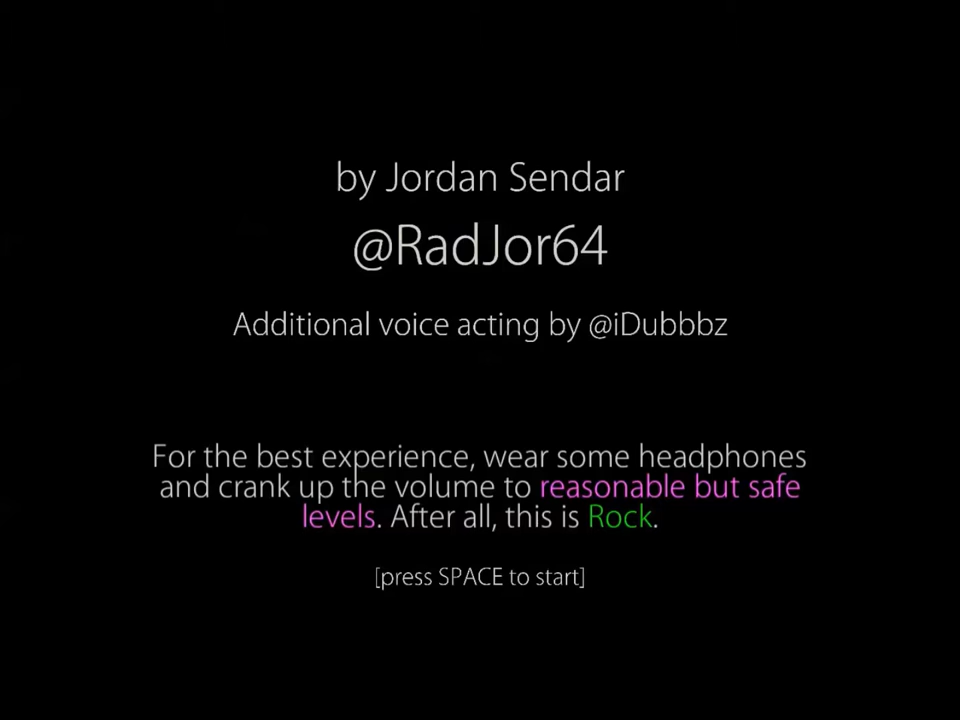 by Jordan Sendar
@RadJor64
Additional voice acting by @iDubbbz
For the best experience, wear some headphones
and crank up the volume to reasonable but safe
levels. After all, this is Rock.
[press SPACE to start]